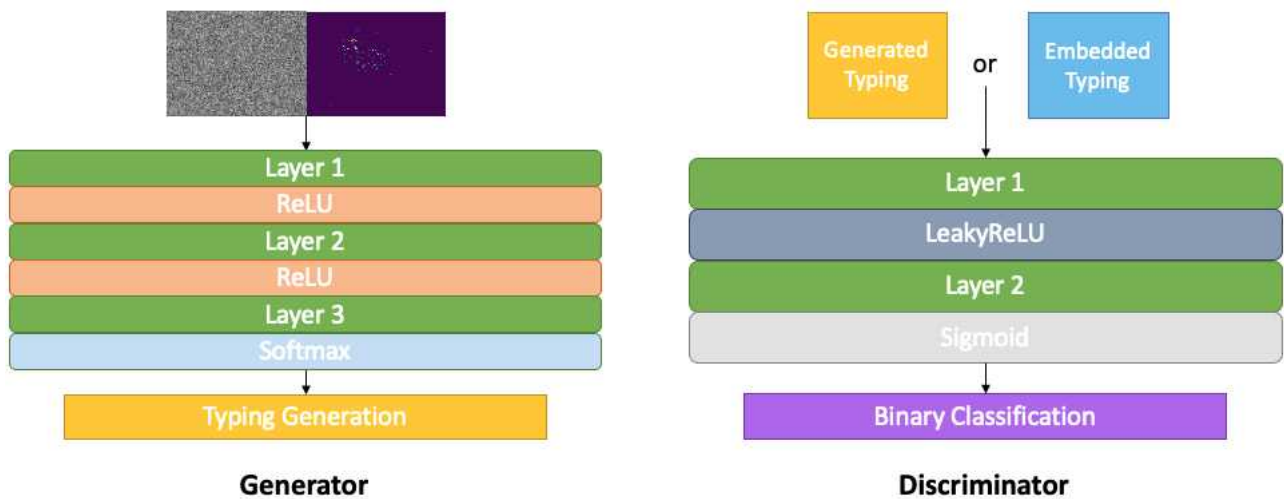 Layer 1
ReLU
Layer 2
ReLU
Layer 3
Softmax
Typing Generation
Generator
Generated
Typing
or
Embedded
Typing
Layer 1
LeakyReLU
Layer 2
Sigmoid
Binary Classification
Discriminator